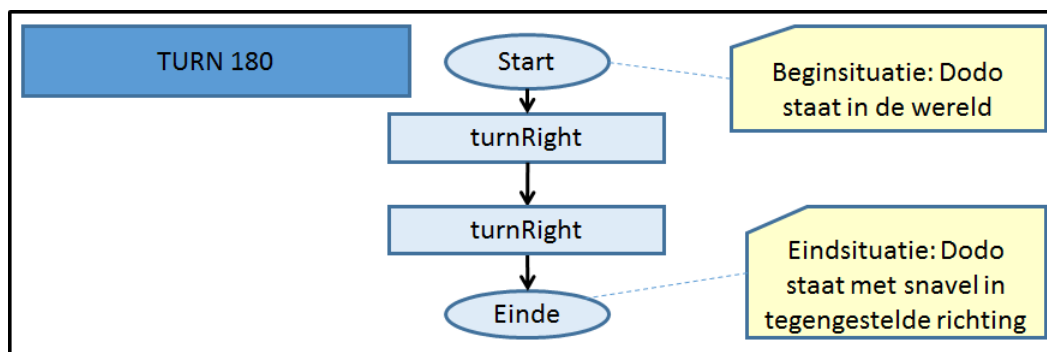 TURN 180
Start
Beginsituatie: Dodo
staat in de wereld
turnRight
turnRight
Eindsituatie: Dodo
staat met snavel in
tegengestelde richting
Einde